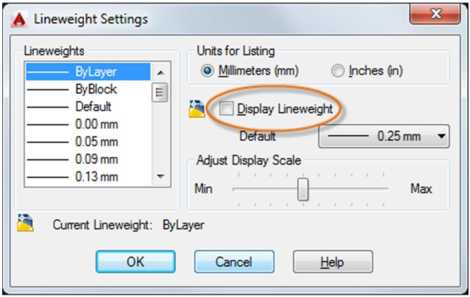 Lineweight Settings
Lineweights
ByLayer
ByBlock
Default
0.00 mm
0.05 mm
0.09 mm
0.13 mm
Units for Listing
Millimeters (mm) Inches (in)
Display Lineweight
Default 0.25 mm
Adjust Display Scale
Min Max
Current Lineweight: ByLayer
OK Cancel Help